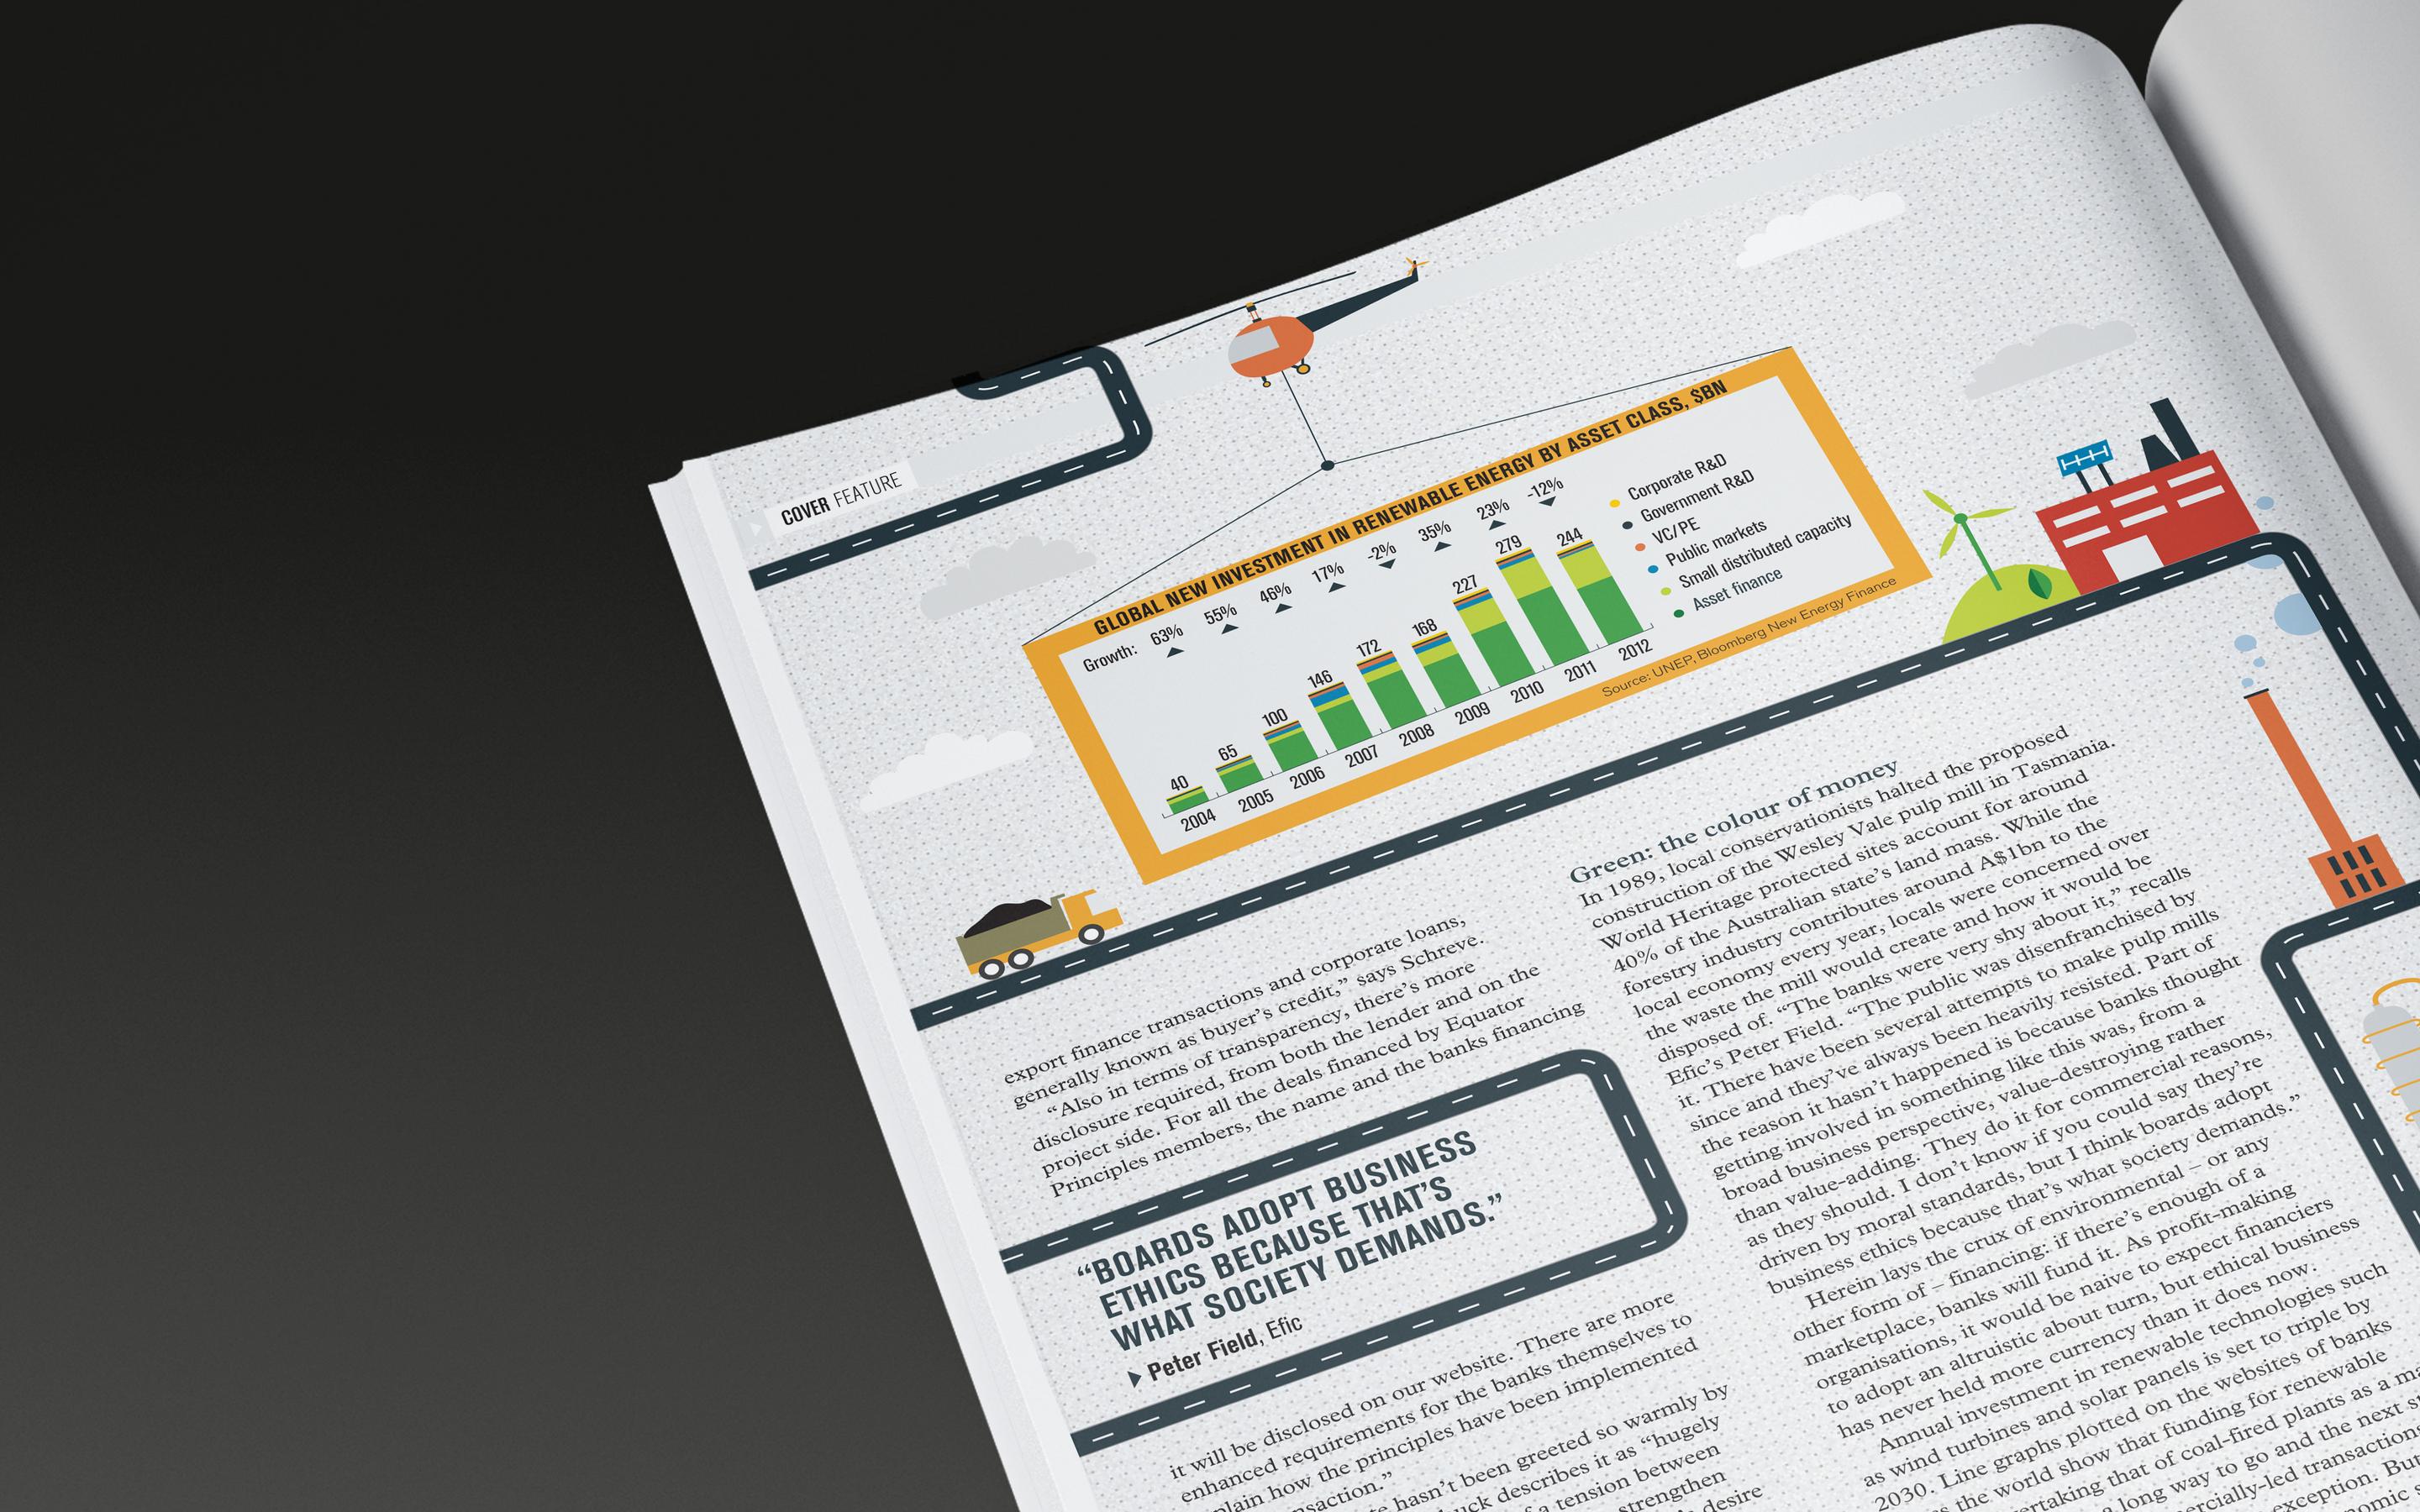 COVER FEATURE
GLOBAL NEW INVESTMENT IN RENEWABLE ENERGY BY ASSET CLASS, $BN
Growth: 63% 55% 46% 17% -2% 35% 23% -12%
40 65 100 146 172 168 227 279 244
2004 2005 2006 2007 2008 2009 2010 2011 2012
Corporate R&D
Government R&D
VC/PE
Public markets
Small distributed capacity
Asset finance
Source: UNEP, Bloomberg New Energy Finance
export finance transactions and corporate loans,
generally known as buyer’s credit,” says Schreve.
“Also in terms of transparency, there’s more
disclosure required, from both the lender and on the
project side. For all the deals financed by Equator
Principles members, the name and the banks financing
“BOARDS ADOPT BUSINESS
ETHICS BECAUSE THAT’S
WHAT SOCIETY DEMANDS.”
Peter Field, Efic
it will be disclosed on our website. There are more
enhanced requirements for the banks themselves to
plain how the principles have been implemented
nsaction.”
hasn’t been greeted so warmly by
uck describes it as “hugely
a tension between
strengthen
desire
Green: the colour of money
In 1989, local conservationists halted the proposed
construction of the Wesley Vale pulp mill in Tasmania.
World Heritage protected sites account for around
40% of the Australian state’s land mass. While the
forestry industry contributes around A$1bn to the
local economy every year, locals were concerned over
the waste the mill would create and how it would be
disposed of. “The banks were very shy about it,” recalls
Efic’s Peter Field. “The public was disenfranchised by
it. There have been several attempts to make pulp mills
since and they’ve always been heavily resisted. Part of
the reason it hasn’t happened is because banks thought
getting involved in something like this was, from a
broad business perspective, value-destroying rather
than value-adding. They do it for commercial reasons,
as they should. I don’t know if you could say they’re
driven by moral standards, but I think boards adopt
business ethics because that’s what society demands.”
Herein lays the crux of environmental – or any
other form of – financing: if there’s enough of a
marketplace, banks will fund it. As profit-making
organisations, it would be naive to expect financiers
to adopt an altruistic about turn, but ethical business
has never held more currency than it does now.
Annual investment in renewable technologies such
as wind turbines and solar panels is set to triple by
2030. Line graphs plotted on the websites of banks
the world show that funding for renewable
ertaking that of coal-fired plants as a ma
a long way to go and the next s
ercially-led transactions
exception. But
omic s